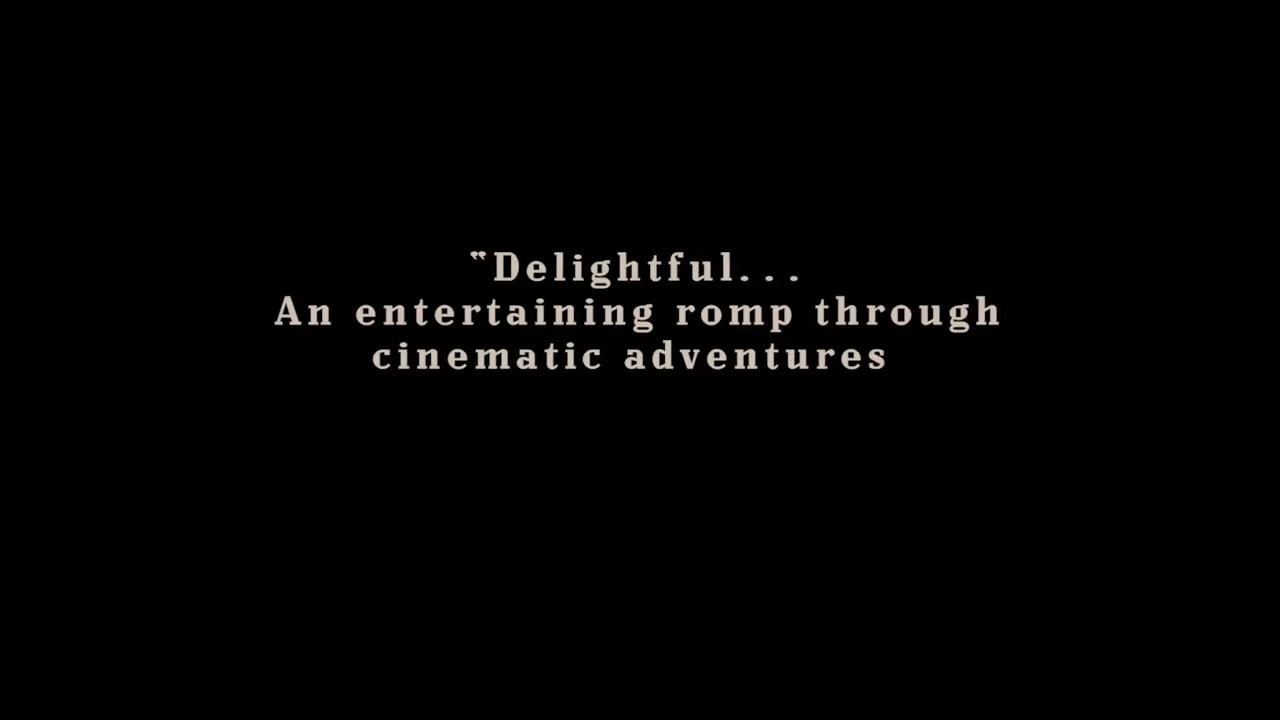 “Delightful...
An entertaining romp through
cinematic adventures